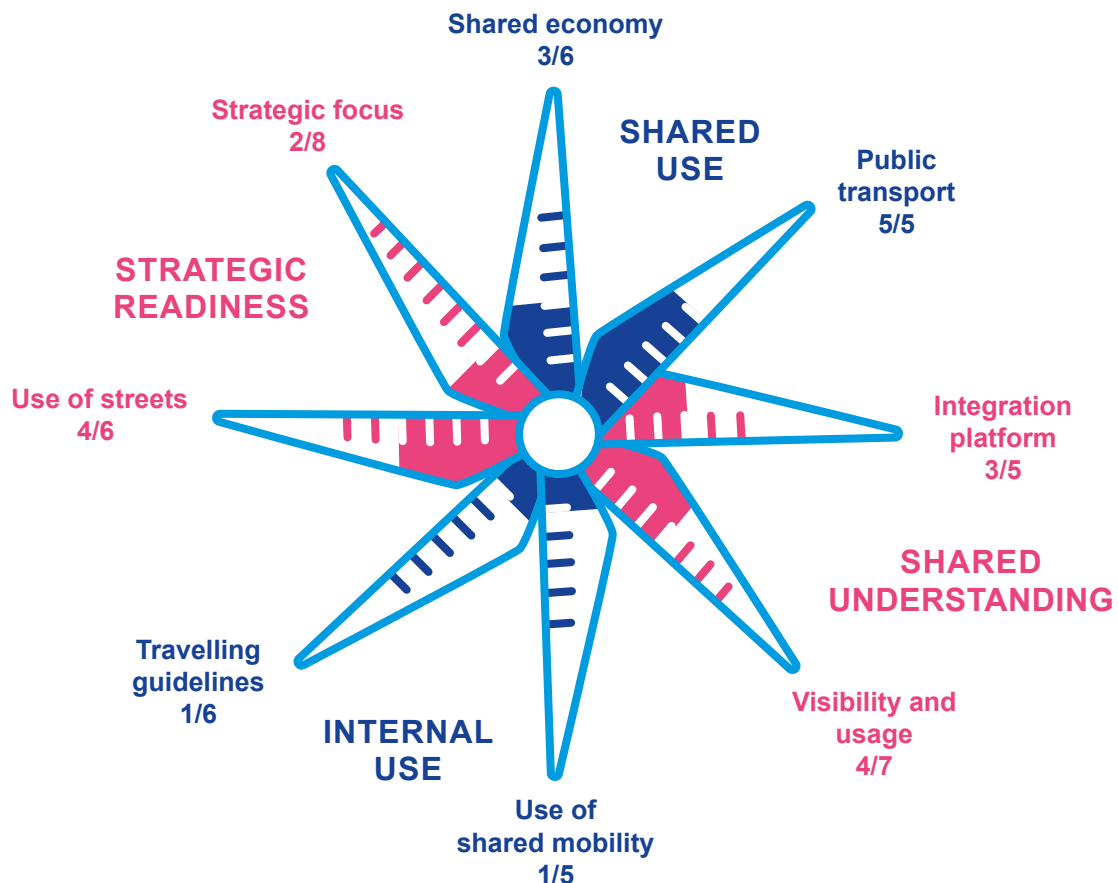 Shared economy
3/6
SHARED
USE
Public
transport
5/5
Strategic focus
2/8
STRATEGIC
READINESS
Use of streets
4/6
Integration
platform
3/5
SHARED
UNDERSTANDING
Visibility and
usage
4/7
Travelling
guidelines
1/6
INTERNAL
USE
Use of
shared mobility
1/5